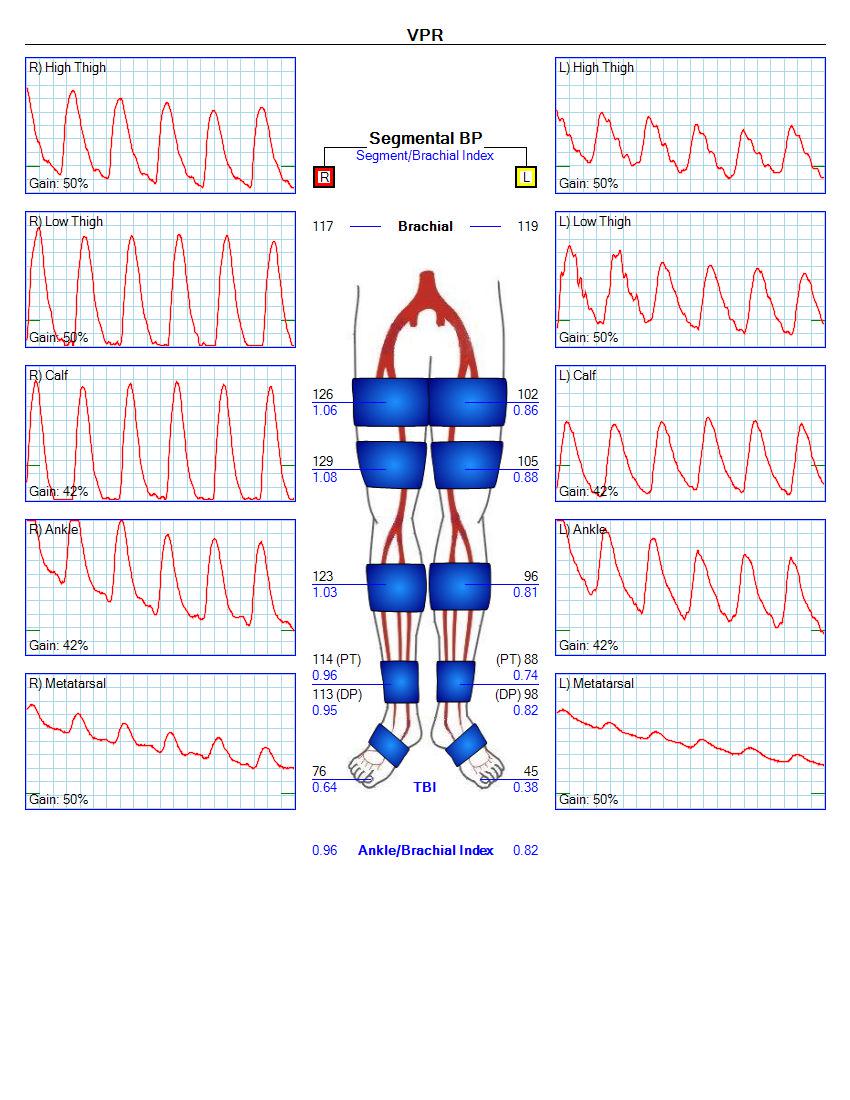 VPR
R) High Thigh
Gain: 50%
R) Low Thigh
Gain: 50%
R) Calf
Gain: 42%
R) Ankle
Gain: 42%
R) Metatarsal
Gain: 50%
Segmental BP
Segment/Brachial Index
R
L
117 Brachial 119
126 102
1.06 0.86
129 105
1.08 0.88
123 96
1.03 0.81
114 (PT) (PT) 88
0.96 0.74
113 (DP) (DP) 98
0.95 0.82
76 45
0.64 TBI 0.38
0.96 Ankle/Brachial Index 0.82
L) High Thigh
Gain: 50%
L) Low Thigh
Gain: 50%
L) Calf
Gain: 42%
L) Ankle
Gain: 42%
L) Metatarsal
Gain: 50%